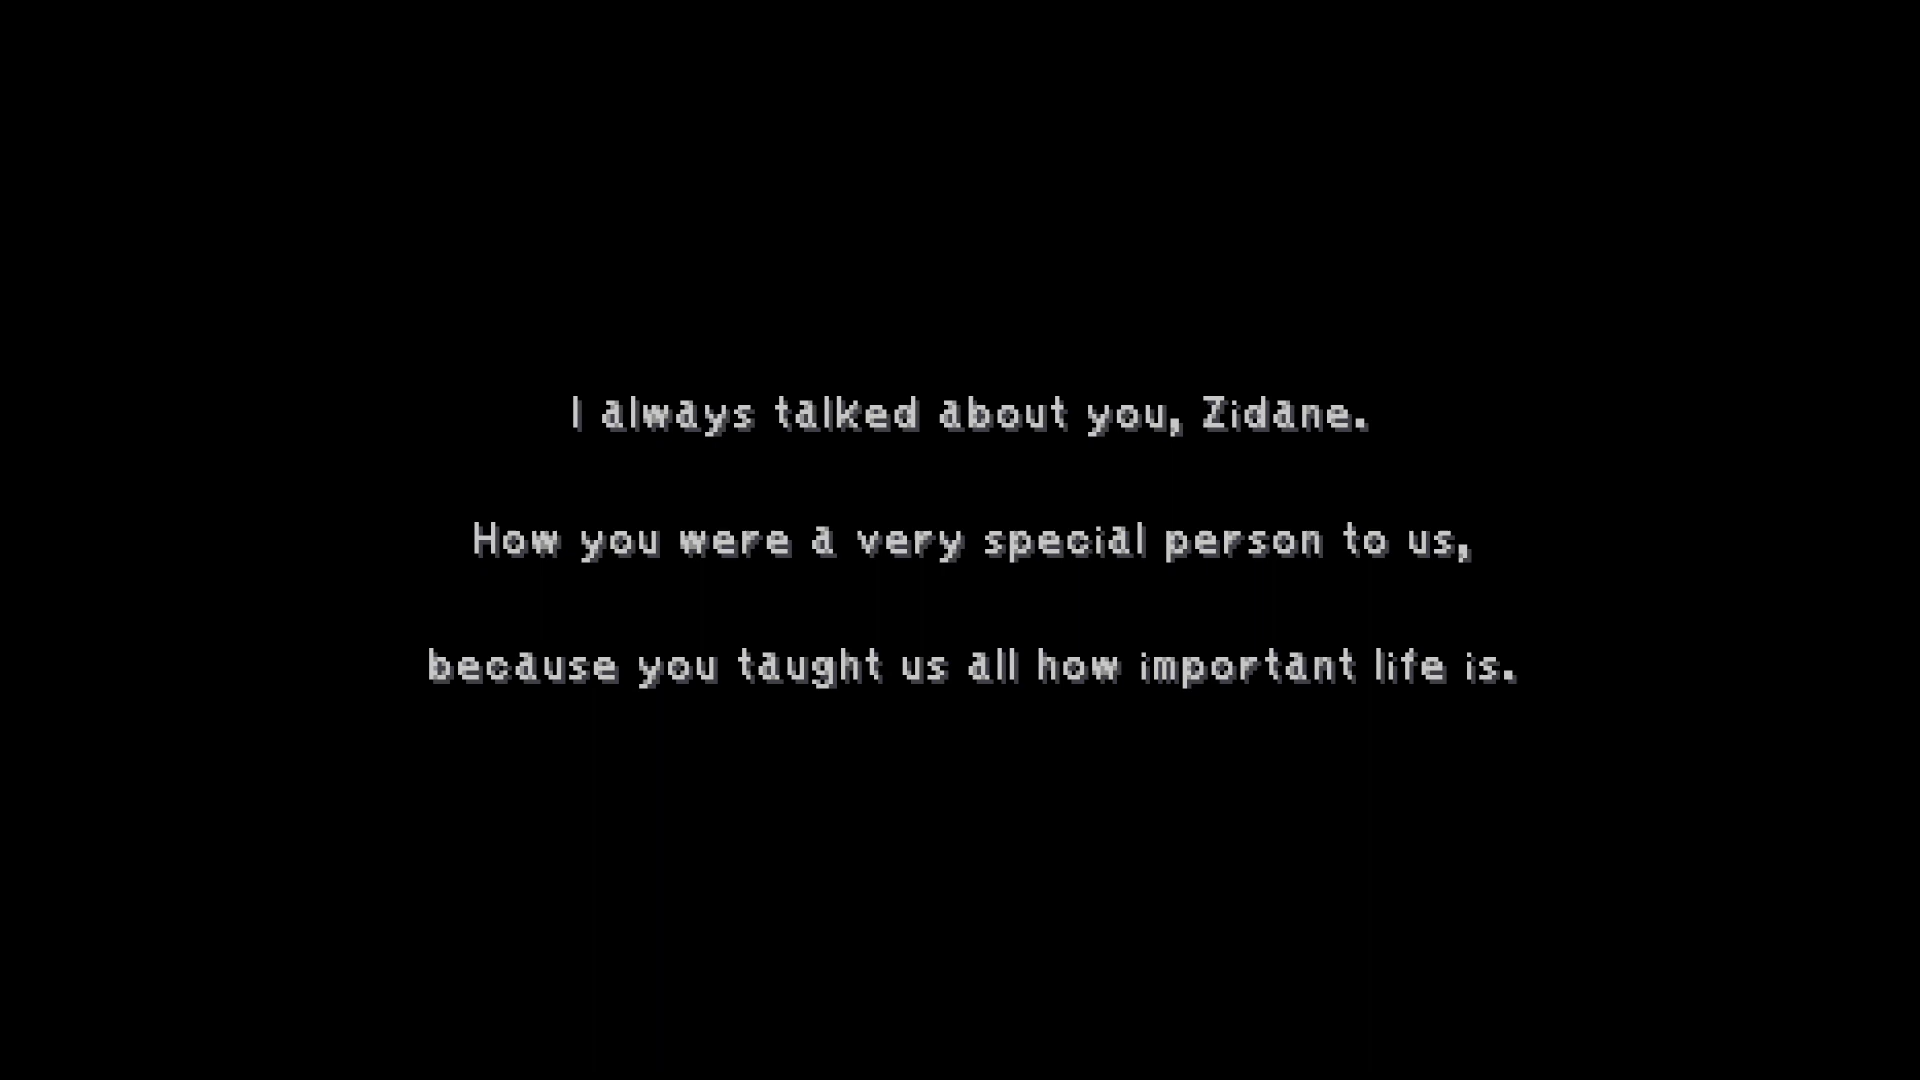 I always talked about you, Zidane.
How you were a very special person to us,
because you taught us all how important life is.